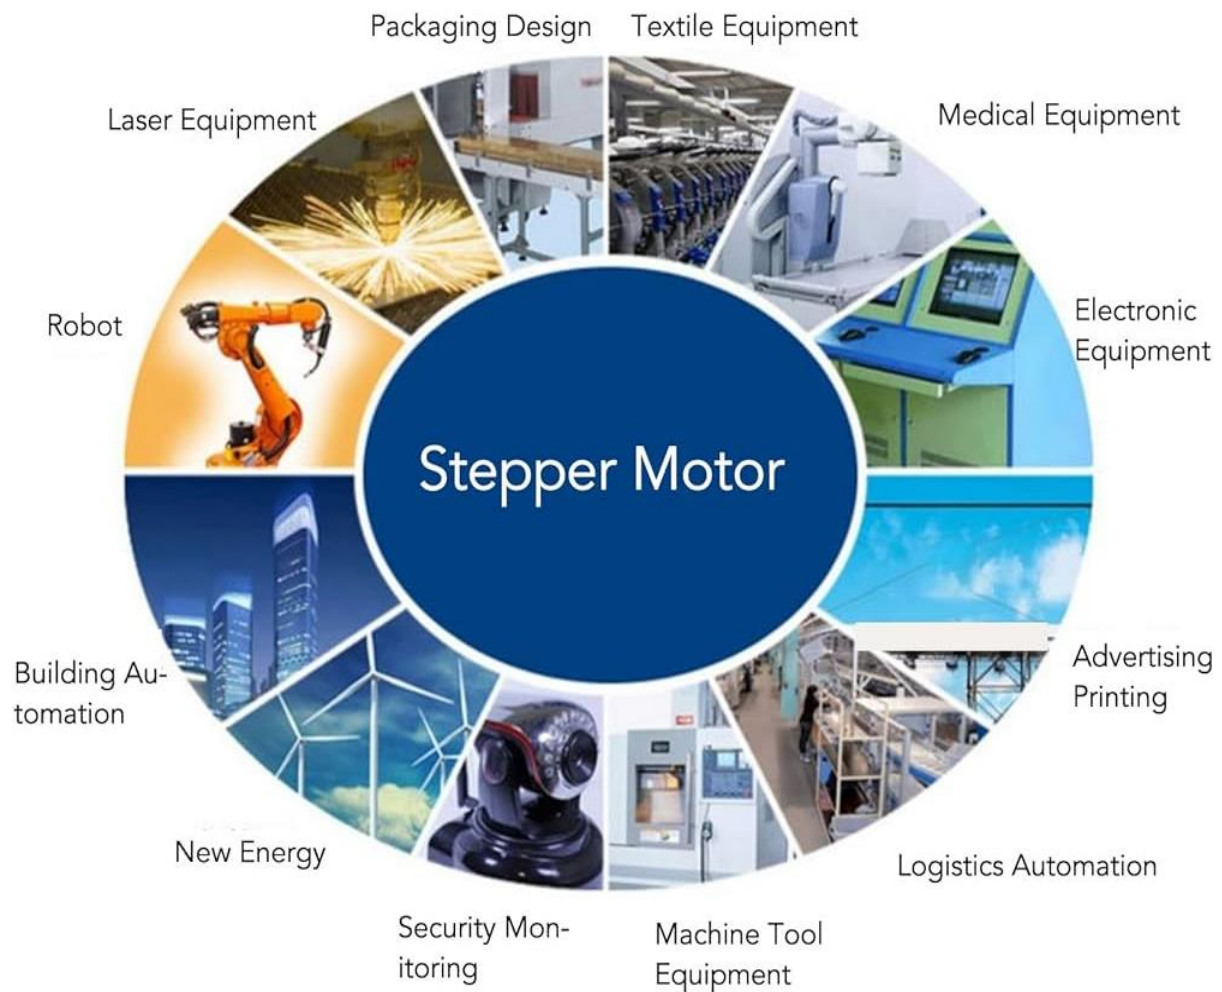 Packaging Design
Textile Equipment
Laser Equipment
Medical Equipment
Robot
Electronic
Equipment
Stepper Motor
Building Au-
tomation
Advertising
Printing
New Energy
Logistics Automation
Security Mon-
itoring
Machine Tool
Equipment